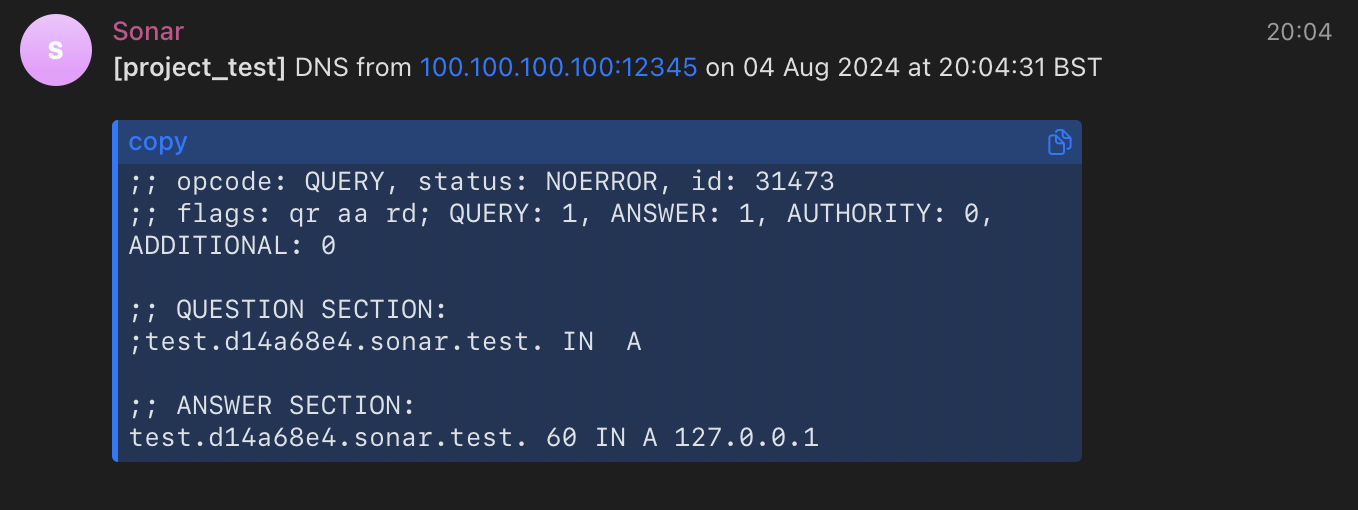 S
Sonar
20:04
[project_test] DNS from 100.100.100.100:12345 on 04 Aug 2024 at 20:04:31 BST
copy
;; opcode: QUERY, status: NOERROR, id: 31473
;; flags: qr aa rd; QUERY: 1, ANSWER: 1, AUTHORITY: 0,
ADDITIONAL: 0
;; QUESTION SECTION:
;test.d14a68e4.sonar.test. IN  A
;; ANSWER SECTION:
test.d14a68e4.sonar.test. 60 IN A 127.0.0.1